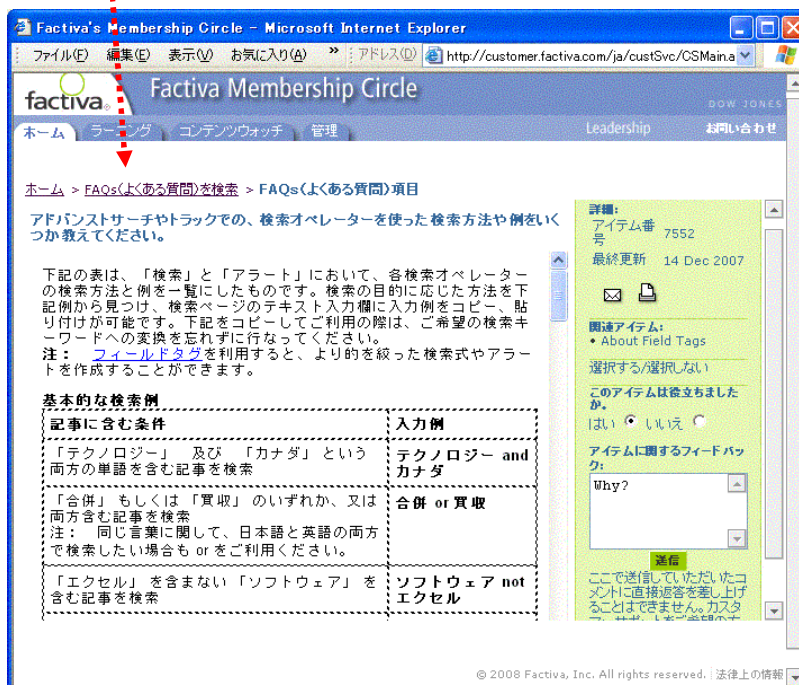 Factiva's Membership Circle - Microsoft Internet Explorer
ファイル(F) 編集(E) 表示(V) お気に入り(A) » アドレス(D) http://customer.factiva.com/ja/custSvc/CSMain.a
factiva® Factiva Membership Circle
DOW JONES
ホーム ラーニング コンテンツウォッチ 管理 Leadership お問い合わせ
ホーム > FAQs(よくある質問)を検索 > FAQs(よくある質問)項目
アドバンストサーチやトラックでの、検索オペレーターを使った検索方法や例をいく
つか教えてください。
下記の表は、「検索」と「アラート」において、各検索オペレーター
の検索方法と例を一覧にしたものです。検索の目的に応じた方法を下
記例から見つけ、検索ページのテキスト入力欄に入力例をコピー、貼
り付けが可能です。下記をコピーしてご利用の際は、ご希望の検索キ
ーワードへの変換を忘れずに行なってください。
注： フィールドタグを利用すると、より的を絞った検索式やアラー
トを作成することができます。
基本的な検索例
記事に含む条件 入力例
「テクノロジー」 及び 「カナダ」 という
両方の単語を含む記事を検索
テクノロジー and
カナダ
「合併」 もしくは 「買収」 のいずれか、又は
両方含む記事を検索
注： 同じ言葉に関して、日本語と英語の両方
で検索したい場合も or をご利用ください。
合併 or 買収
「エクセル」 を含まない 「ソフトウェア」 を
含む記事を検索
ソフトウェア not
エクセル
詳細:
アイテム番
号 7552
最終更新 14 Dec 2007
関連アイテム:
• About Field Tags
選択する/選択しない
このアイテムは役立ちました
か。
はい いいえ
アイテムに関するフィードバッ
ク:
Why?
送信
ここで送信していただいたコ
メントに直接返答を差し上げ
ることはできません。カスタ
© 2008 Factiva, Inc. All rights reserved. 法律上の情報